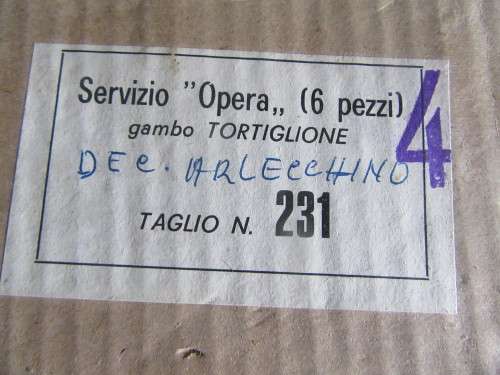 Servizio "Opera„ (6 pezzi)
gambo TORTIGLIONE
DEC. ARLECCHINO
TAGLIO N. 231
4